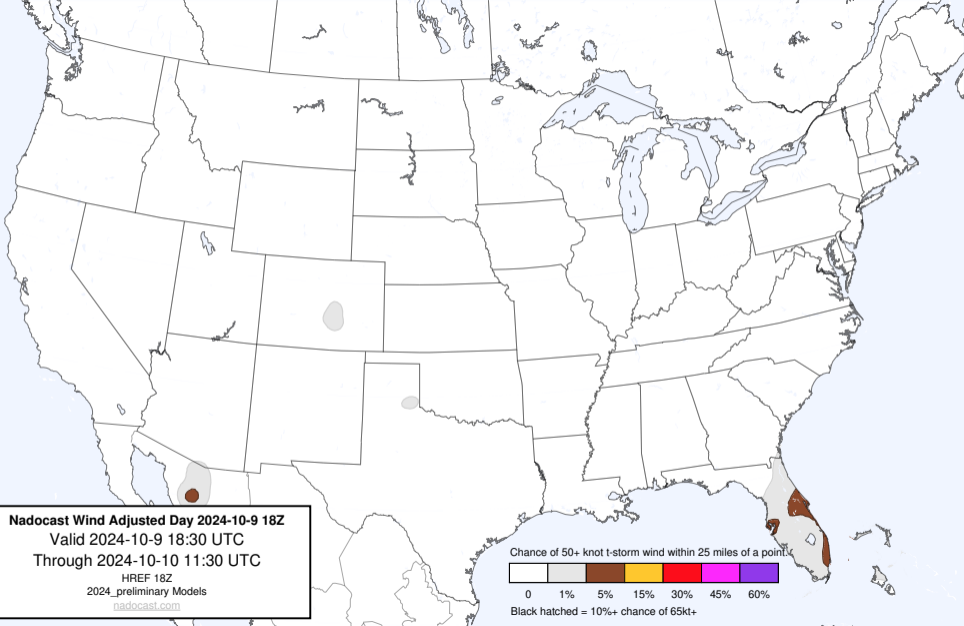 Nadocast Wind Adjusted Day 2024-10-9 18Z
Valid 2024-10-9 18:30 UTC
Through 2024-10-10 11:30 UTC
HREF 18Z
2024_preliminary Models
nadocast.com
Chance of 50+ knot t-storm wind within 25 miles of a point.
0 1% 5% 15% 30% 45% 60%
Black hatched = 10%+ chance of 65kt+